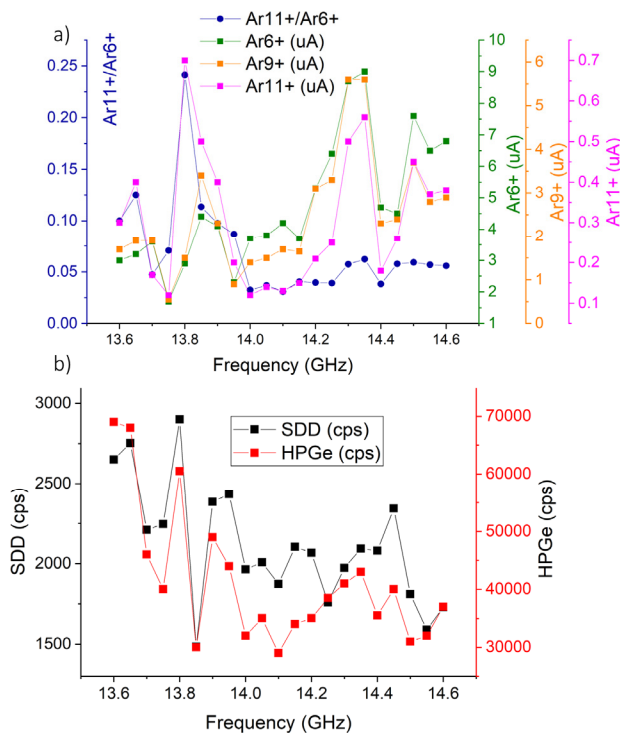 a)
Ar11+/Ar6+
Ar6+ (uA)
Ar9+ (uA)
Ar11+ (uA)
Ar11+/Ar6+
0.25
0.20
0.15
0.10
0.05
0.00
10
9
8
7
6
5
4
3
2
1
Ar6+ (uA)
6
5
4
3
2
1
0
Ar9+ (uA)
0.7
0.6
0.5
0.4
0.3
0.2
0.1
Ar11+ (uA)
13.6 13.8 14.0 14.2 14.4 14.6
Frequency (GHz)
b)
SDD (cps)
HPGe (cps)
3000
2500
2000
1500
SDD (cps)
70000
60000
50000
40000
30000
HPGe (cps)
13.6 13.8 14.0 14.2 14.4 14.6
Frequency (GHz)